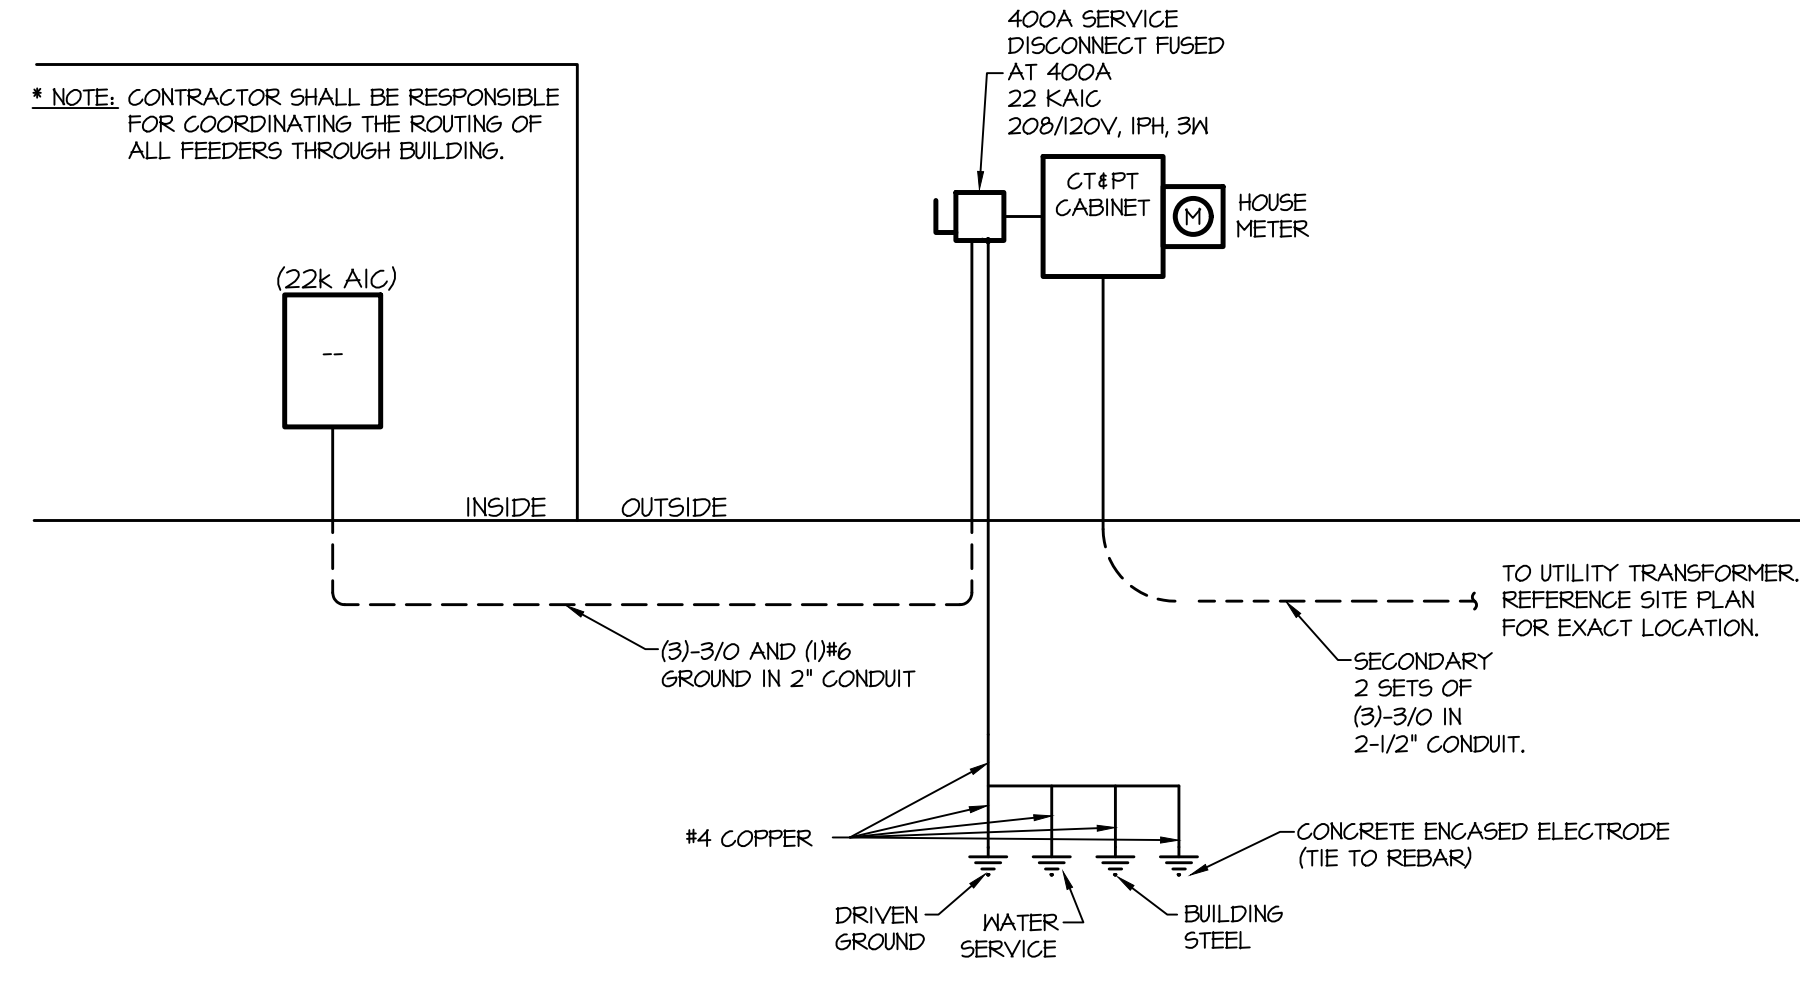 400A SERVICE
DISCONNECT FUSED
AT 400A
22 KAIC
208/120V, 1PH, 3W
* NOTE: CONTRACTOR SHALL BE RESPONSIBLE
FOR COORDINATING THE ROUTING OF
ALL FEEDERS THROUGH BUILDING.
CT&PT
CABINET
M
HOUSE
METER
(22k AIC)
--
INSIDE
OUTSIDE
TO UTILITY TRANSFORMER.
REFERENCE SITE PLAN
FOR EXACT LOCATION.
(3)-3/0 AND (1)#6
GROUND IN 2" CONDUIT
SECONDARY
2 SETS OF
(3)-3/0 IN
2-1/2" CONDUIT.
#4 COPPER
CONCRETE ENCASED ELECTRODE
(TIE TO REBAR)
DRIVEN
GROUND
WATER
SERVICE
BUILDING
STEEL